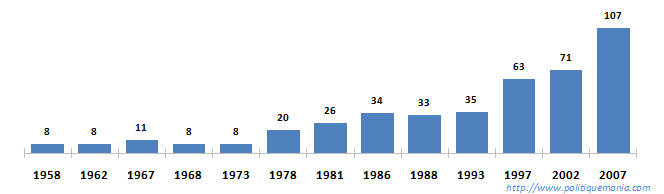 8 8 11 8 8 20 26 34 33 35 63 71 107
1958 1962 1967 1968 1973 1978 1981 1986 1988 1993 1997 2002 2007
http://www.politiquemania.com